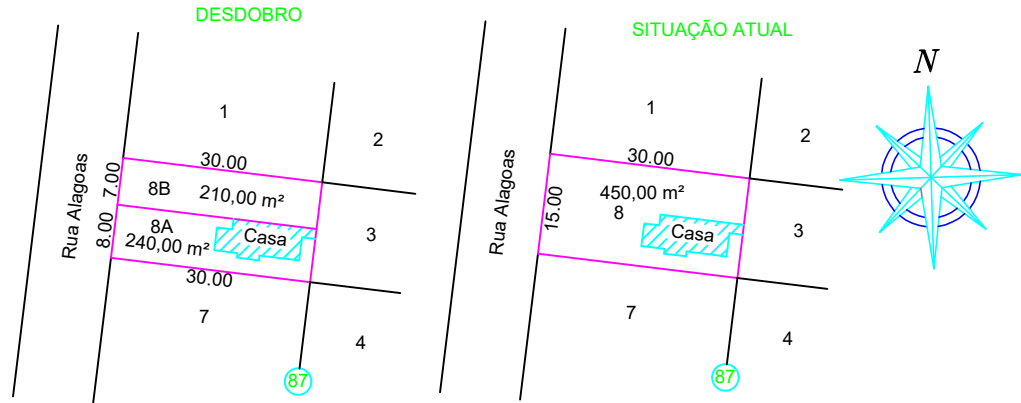 DESDOBRO
1
2
30.00
7.00
8B
210,00 m²
Rua Alagoas
8.00
8A
240,00 m²
Casa
3
30.00
7
4
87
SITUAÇÃO ATUAL
1
2
30.00
450,00 m²
8
15.00
Rua Alagoas
Casa
3
7
4
87
N